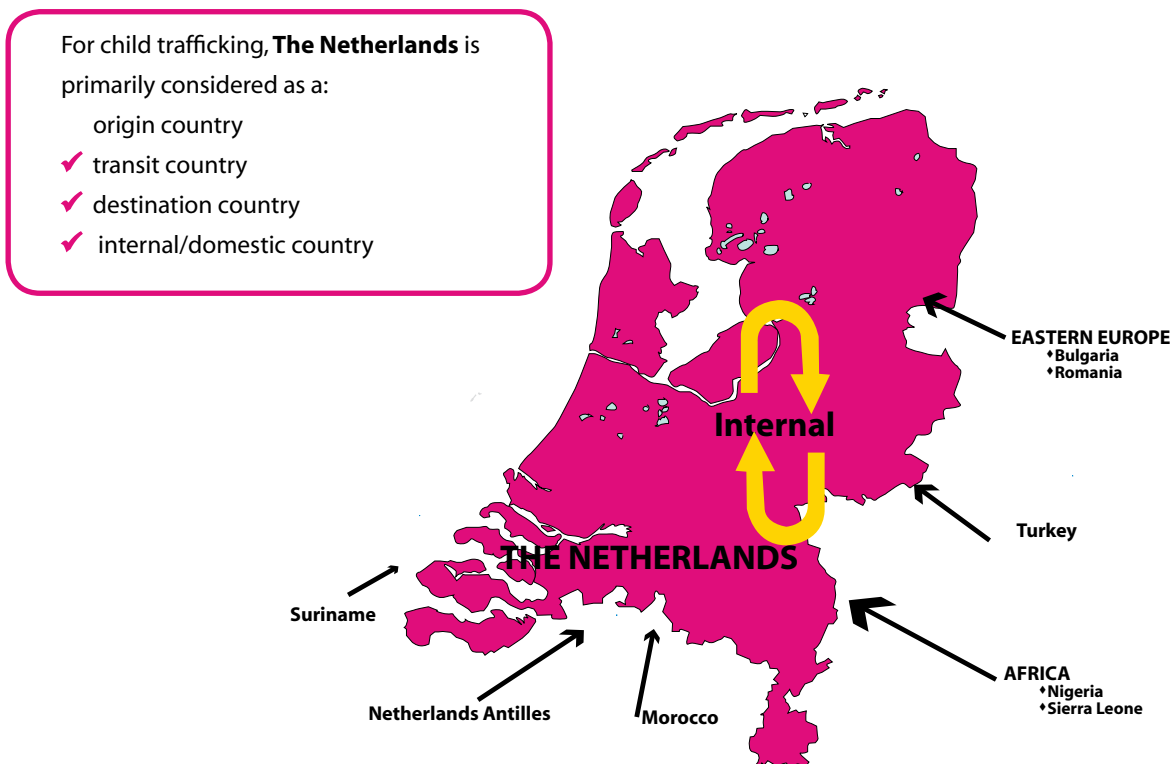 For child trafficking, The Netherlands is
primarily considered as a:
origin country
✓ transit country
✓ destination country
✓ internal/domestic country
EASTERN EUROPE
♦Bulgaria
♦Romania
Internal
Turkey
THE NETHERLANDS
Suriname
AFRICA
♦Nigeria
♦Sierra Leone
Netherlands Antilles
Morocco